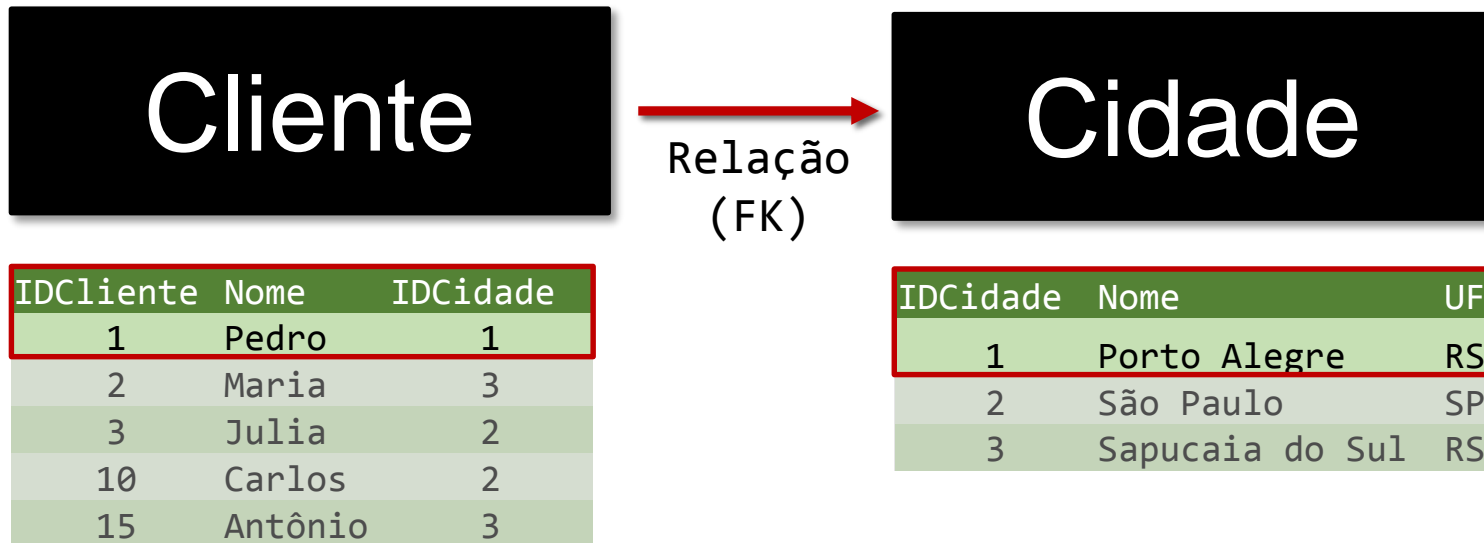 Cliente
Relação
(FK)
Cidade
IDCliente Nome IDCidade
1 Pedro 1
2 Maria 3
3 Julia 2
10 Carlos 2
15 Antônio 3
IDCidade Nome UF
1 Porto Alegre RS
2 São Paulo SP
3 Sapucaia do Sul RS